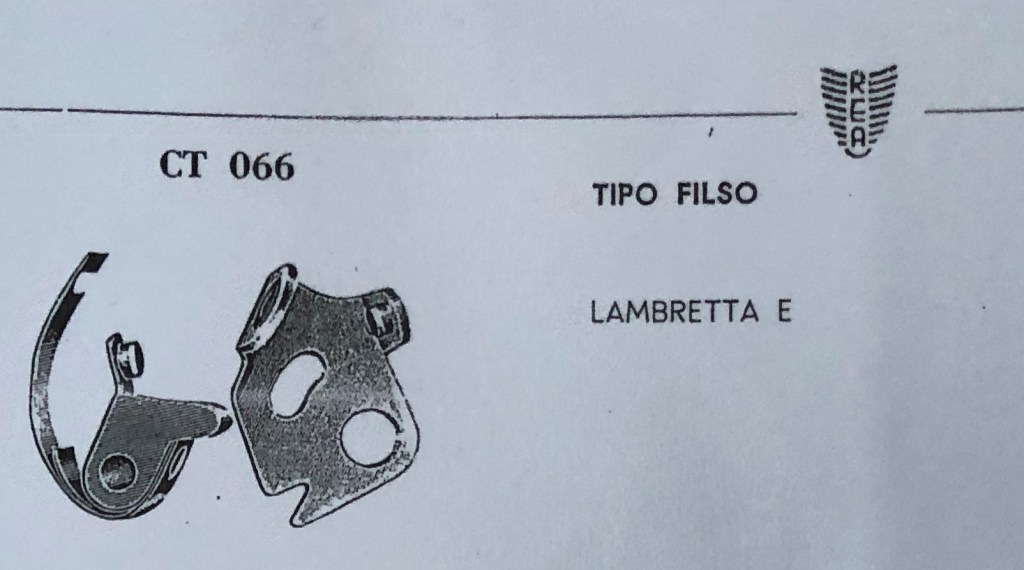 REA
CT 066
TIPO FILSO
LAMBRETTA E